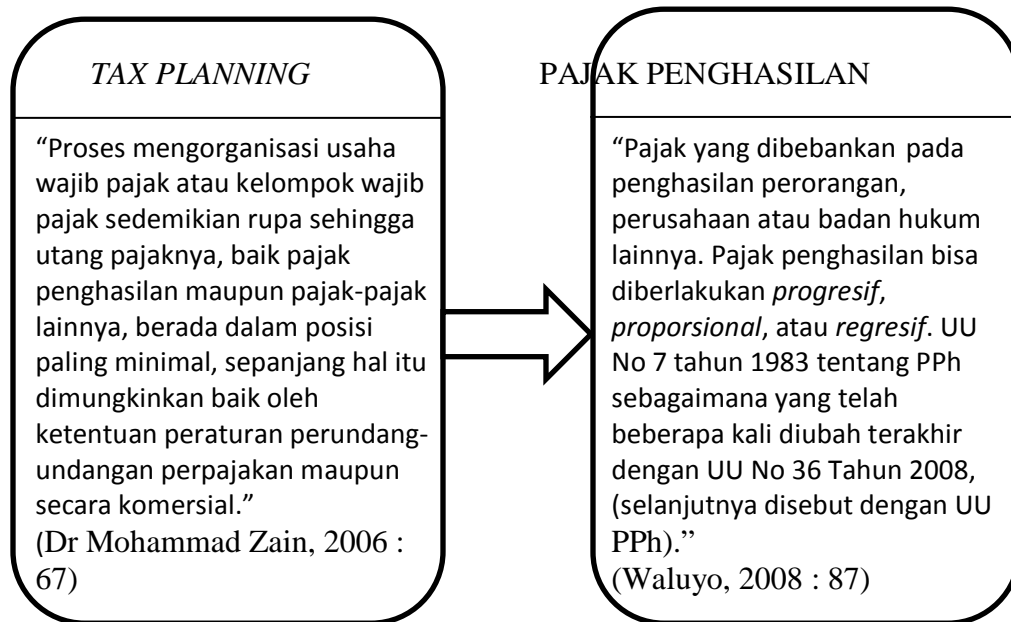 TAX PLANNING
“Proses mengorganisasi usaha
wajib pajak atau kelompok wajib
pajak sedemikian rupa sehingga
utang pajaknya, baik pajak
penghasilan maupun pajak-pajak
lainnya, berada dalam posisi
paling minimal, sepanjang hal itu
dimungkinkan baik oleh
ketentuan peraturan perundang-
undangan perpajakan maupun
secara komersial.”
(Dr Mohammad Zain, 2006 :
67)
PAJAK PENGHASILAN
“Pajak yang dibebankan pada
penghasilan perorangan,
perusahaan atau badan hukum
lainnya. Pajak penghasilan bisa
diberlakukan progresif,
proporsional, atau regresif. UU
No 7 tahun 1983 tentang PPh
sebagaimana yang telah
beberapa kali diubah terakhir
dengan UU No 36 Tahun 2008,
(selanjutnya disebut dengan UU
PPh).”
(Waluyo, 2008 : 87)